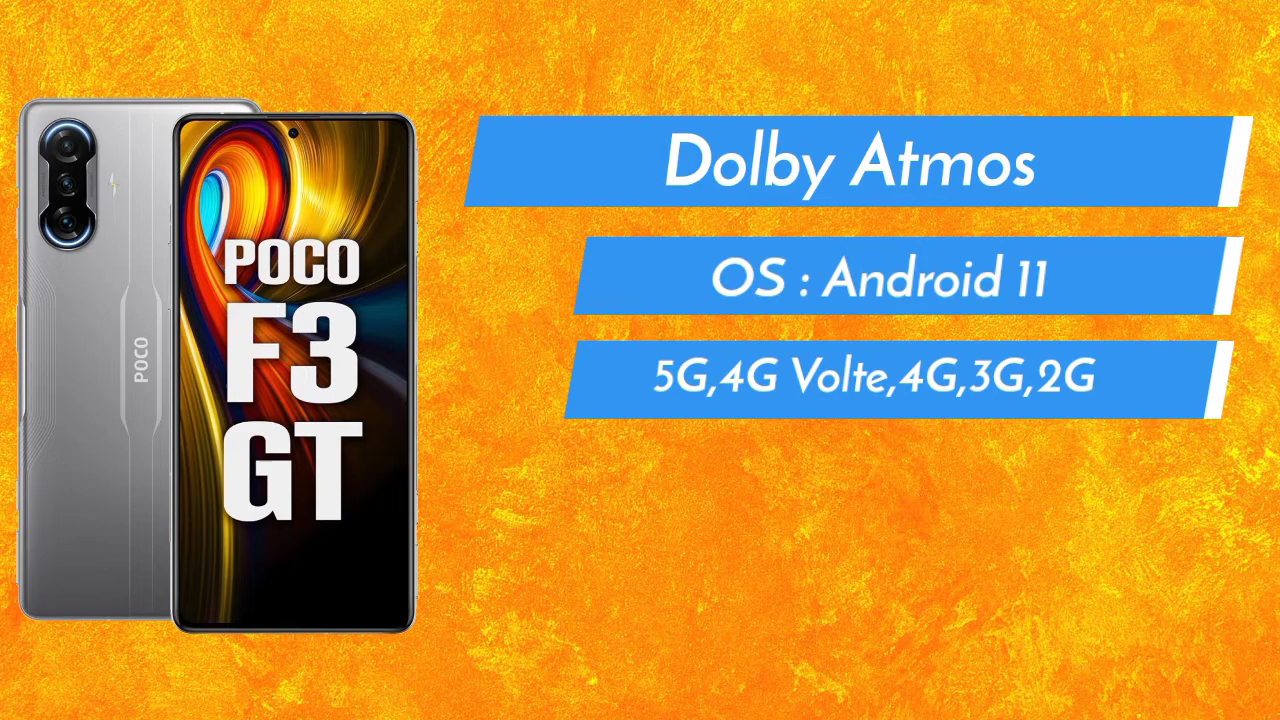 POCO
POCO
F3
GT
Dolby Atmos
OS : Android 11
5G,4G Volte,4G,3G,2G